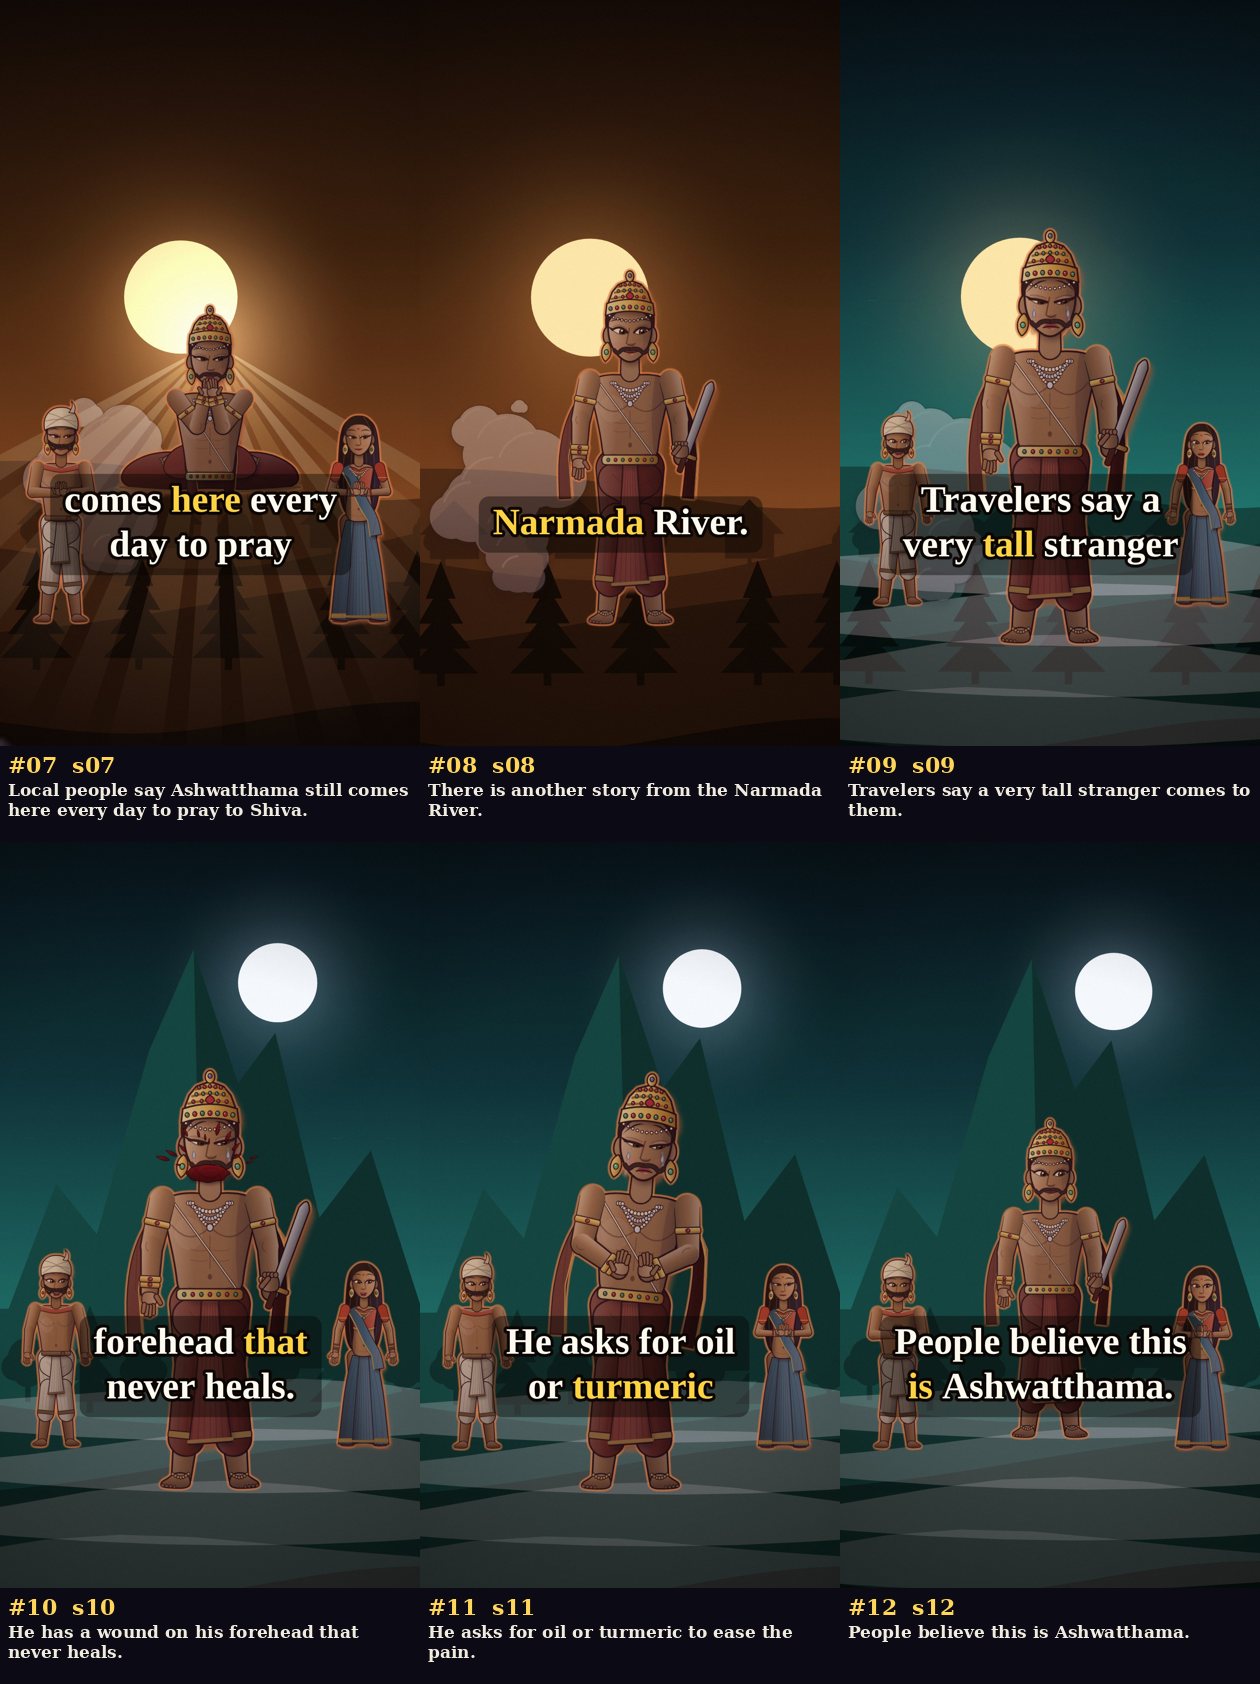 comes here every
day to pray
Narmada River.
Travelers say a
very tall stranger
#07 s07
Local people say Ashwatthama still comes
here every day to pray to Shiva.
#08 s08
There is another story from the Narmada
River.
#09 s09
Travelers say a very tall stranger comes to
them.
forehead that
never heals.
He asks for oil
or turmeric
People believe this
is Ashwatthama.
#10 s10
He has a wound on his forehead that
never heals.
#11 s11
He asks for oil or turmeric to ease the
pain.
#12 s12
People believe this is Ashwatthama.